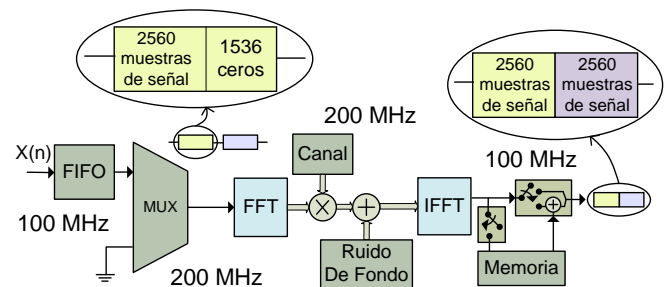 2560
muestras
de señal
1536
ceros
2560
muestras
de señal
2560
muestras
de señal
200 MHz
X(n)
FIFO
Canal
100 MHz
MUX
FFT
IFFT
100 MHz
200 MHz
Ruido
De Fondo
Memoria